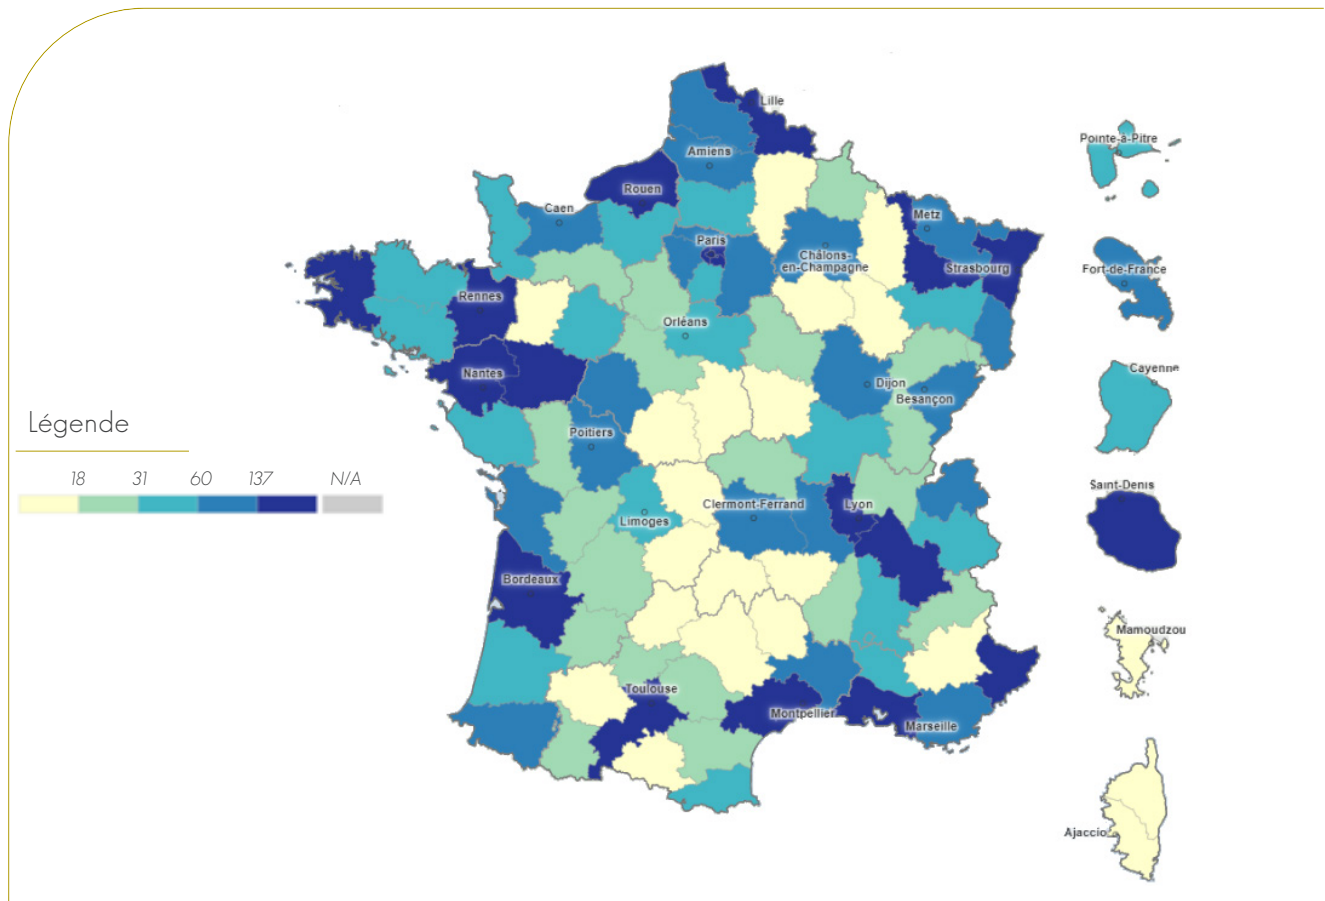 Lille
Pointe-à-Pitre
Amiens
Rouen
Caen
Metz
Paris
Châlons-
en-Champagne
Strasbourg
Fort-de-France
Rennes
Orléans
Nantes
Cayenne
Dijon
Besançon
Légende
Poitiers
18 31 60 137 N/A
Clermont-Ferrand
Lyon
Saint-Denis
Limoges
Bordeaux
Mamoudzou
Toulouse
Montpellier
Marseille
Ajaccio